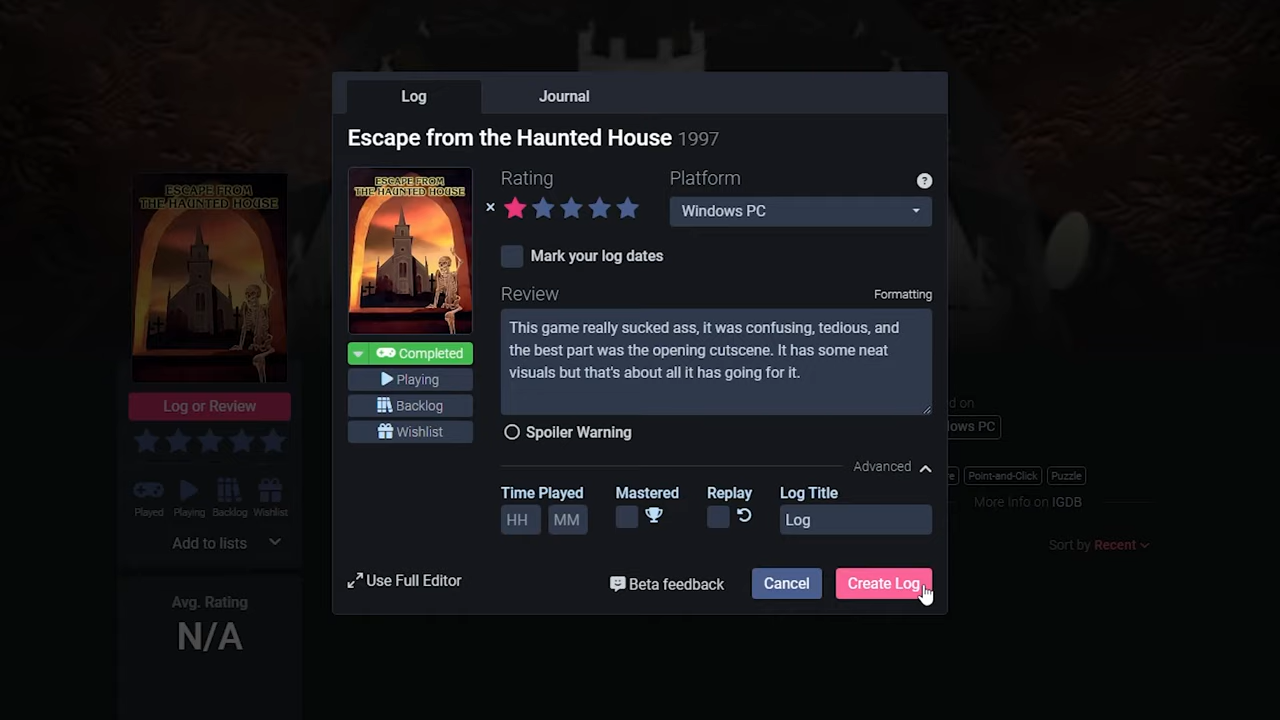 Log
Journal
Escape from the Haunted House 1997
ESCAPE FROM
THE HAUNTED HOUSE
Rating
Platform
Windows PC
Mark your log dates
Review
Formatting
This game really sucked ass, it was confusing, tedious, and
the best part was the opening cutscene. It has some neat
visuals but that's about all it has going for it.
Completed
Playing
Backlog
Wishlist
Spoiler Warning
Advanced
Time Played
Mastered
Replay
Log Title
HH
MM
Log
Use Full Editor
Beta feedback
Cancel
Create Log
ESCAPE FROM
THE HAUNTED HOUSE
Log or Review
Played
Playing
Backlog
Wishlist
Add to lists
Avg. Rating
N/A
d on
lows PC
e
Point-and-Click
Puzzle
More Info on IGDB
Sort by Recent